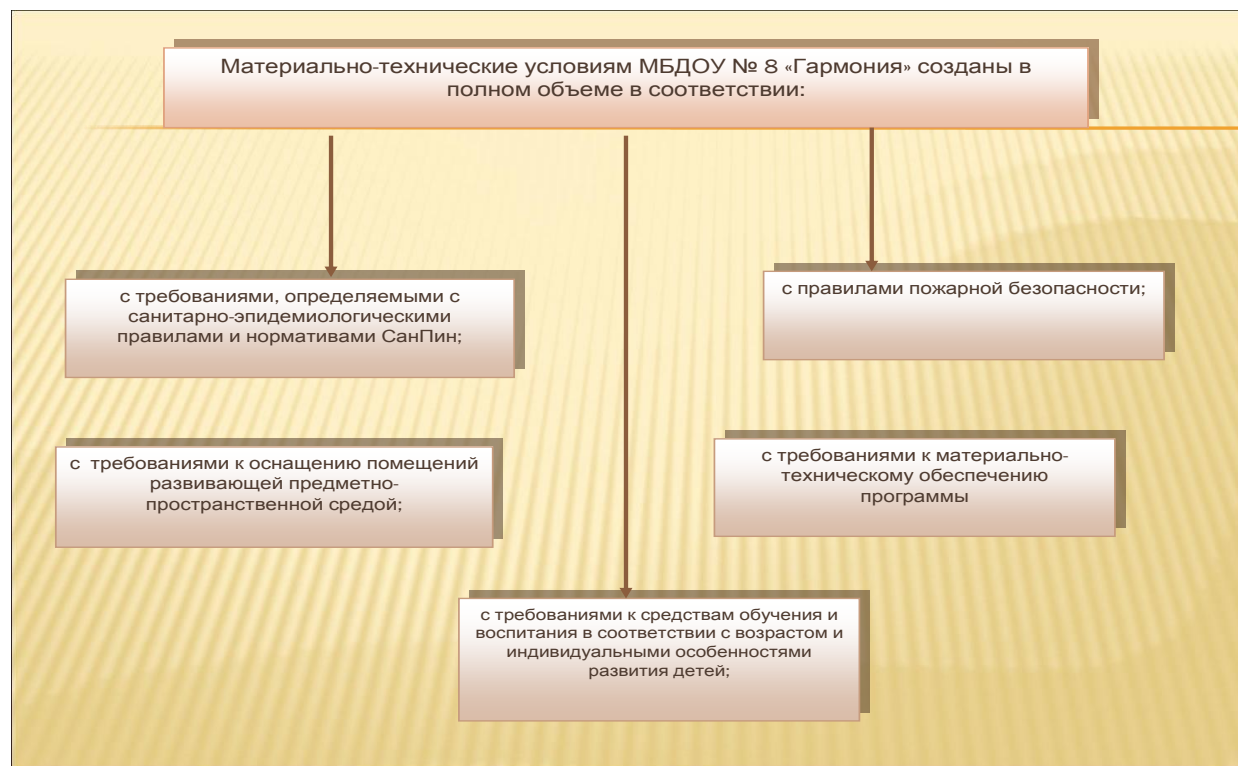 Материально-технические условиям МБДОУ № 8 «Гармония» созданы в
полном объеме в соответствии:
с требованиями, определяемыми с
санитарно-эпидемиологическими
правилами и нормативами СанПин;
с правилами пожарной безопасности;
с требованиями к оснащению помещений
развивающей предметно-
пространственной средой;
с требованиями к материально-
техническому обеспечению
программы
с требованиями к средствам обучения и
воспитания в соответствии с возрастом и
индивидуальными особенностями
развития детей;